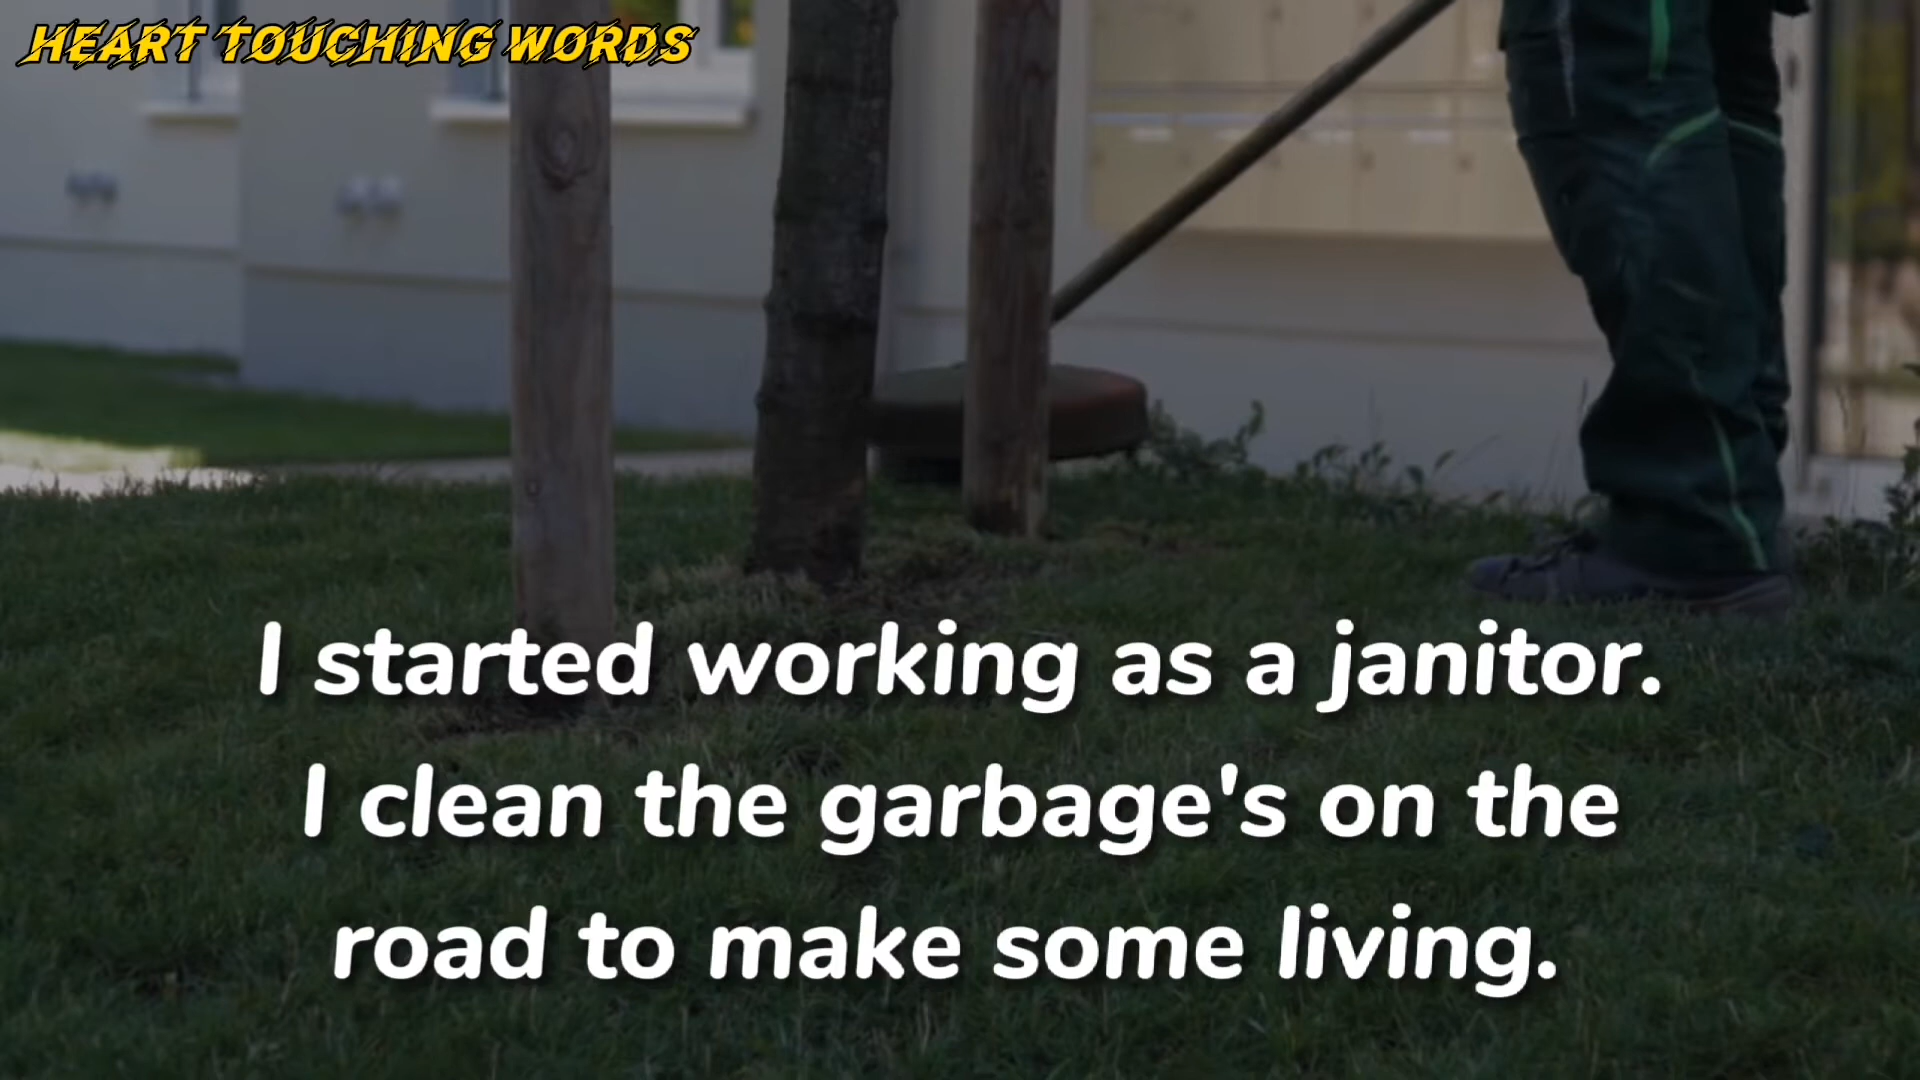 HEART TOUCHING WORDS
I started working as a janitor.
I clean the garbage's on the
road to make some living.